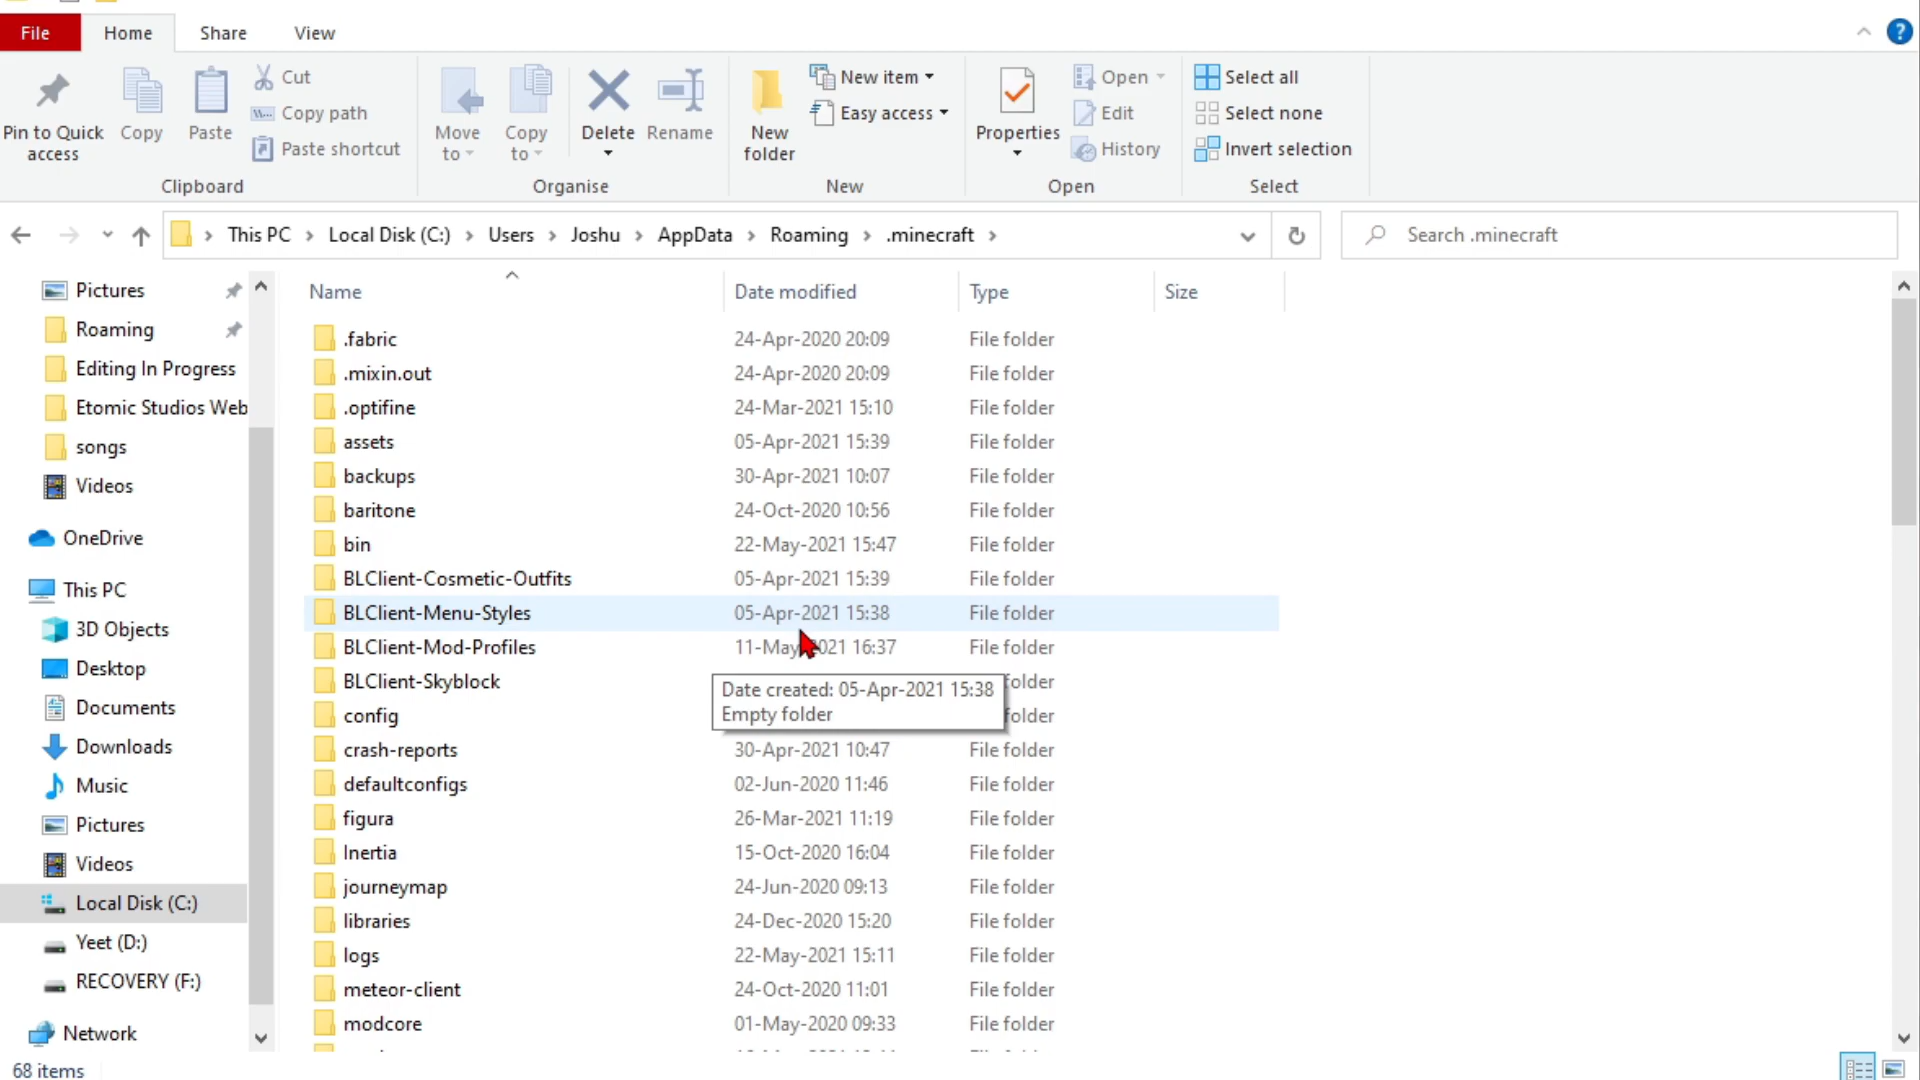 File Home Share View
Pin to Quick access
Copy
Paste
Cut
Copy path
Paste shortcut
Clipboard
Move to
Copy to
Delete
Rename
Organise
New folder
New item
Easy access
New
Properties
Open
Edit
History
Open
Select all
Select none
Invert selection
Select
This PC > Local Disk (C:) > Users > Joshu > AppData > Roaming > .minecraft >
Search .minecraft
Pictures
Roaming
Editing In Progress
Etomic Studios Web
songs
Videos
OneDrive
This PC
3D Objects
Desktop
Documents
Downloads
Music
Pictures
Videos
Local Disk (C:)
Yeet (D:)
RECOVERY (F:)
Network
Name Date modified Type Size
.fabric 24-Apr-2020 20:09 File folder
.mixin.out 24-Apr-2020 20:09 File folder
.optifine 24-Mar-2021 15:10 File folder
assets 05-Apr-2021 15:39 File folder
backups 30-Apr-2021 10:07 File folder
baritone 24-Oct-2020 10:56 File folder
bin 22-May-2021 15:47 File folder
BLClient-Cosmetic-Outfits 05-Apr-2021 15:39 File folder
BLClient-Menu-Styles 05-Apr-2021 15:38 File folder
BLClient-Mod-Profiles 11-May 021 16:37 File folder
BLClient-Skyblock folder
Date created: 05-Apr-2021 15:38
Empty folder
config folder
crash-reports 30-Apr-2021 10:47 File folder
defaultconfigs 02-Jun-2020 11:46 File folder
figura 26-Mar-2021 11:19 File folder
Inertia 15-Oct-2020 16:04 File folder
journeymap 24-Jun-2020 09:13 File folder
libraries 24-Dec-2020 15:20 File folder
logs 22-May-2021 15:11 File folder
meteor-client 24-Oct-2020 11:01 File folder
modcore 01-May-2020 09:33 File folder
68 items